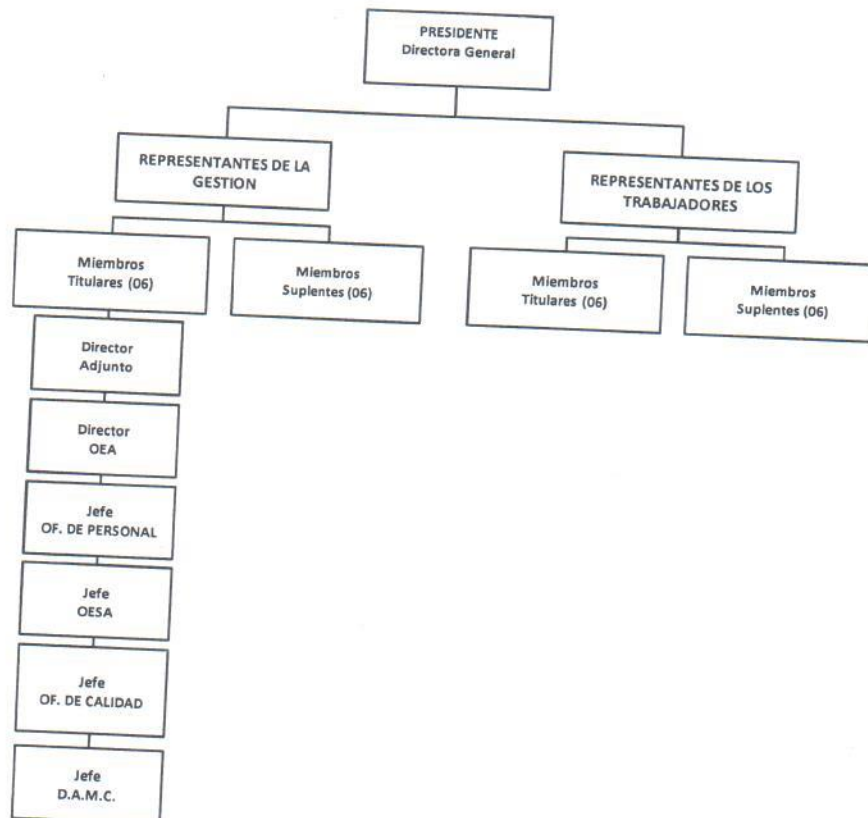 PRESIDENTE
Directora General
REPRESENTANTES DE LA
GESTION
REPRESENTANTES DE LOS
TRABAJADORES
Miembros
Titulares (06)
Miembros
Suplentes (06)
Miembros
Titulares (06)
Miembros
Suplentes (06)
Director
Adjunto
Director
OEA
Jefe
OF. DE PERSONAL
Jefe
OESA
Jefe
OF. DE CALIDAD
Jefe
D.A.M.C.